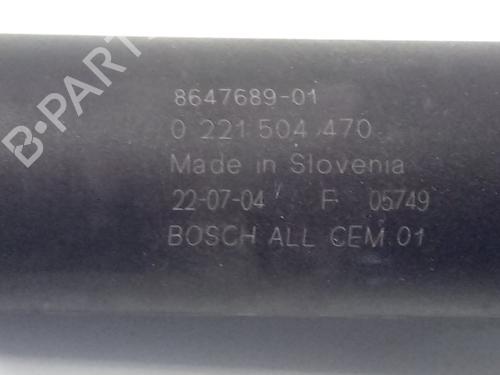 8647689-01
0 221 504 470
Made in Slovenia
22-07-04 F 05749
BOSCH ALL CEM 01
B-PARTS